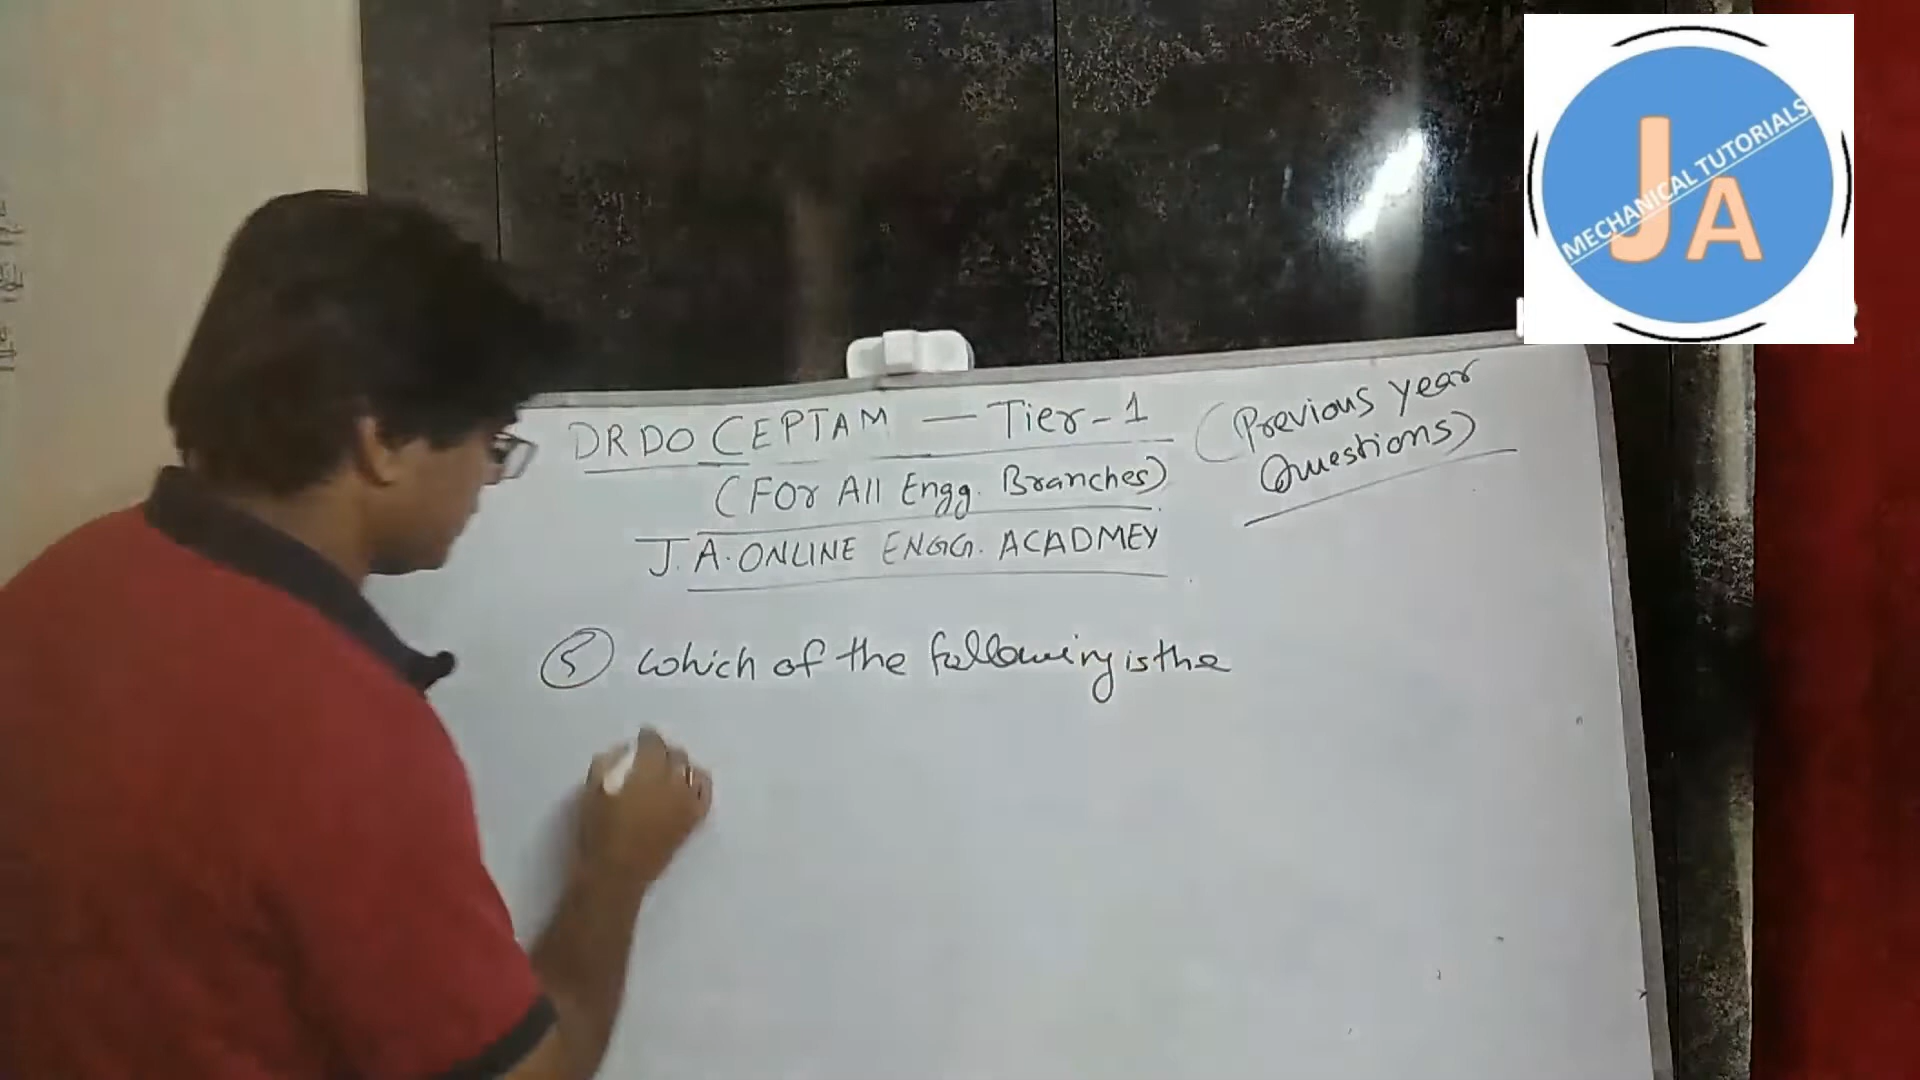 MECHANICAL TUTORIALS
JA
DRDO CEPTAM — Tier-1 (Previous year
Questions)
(FOr All Engg. Branches)
J.A. ONLINE ENGG. ACADMEY
5 which of the following is the